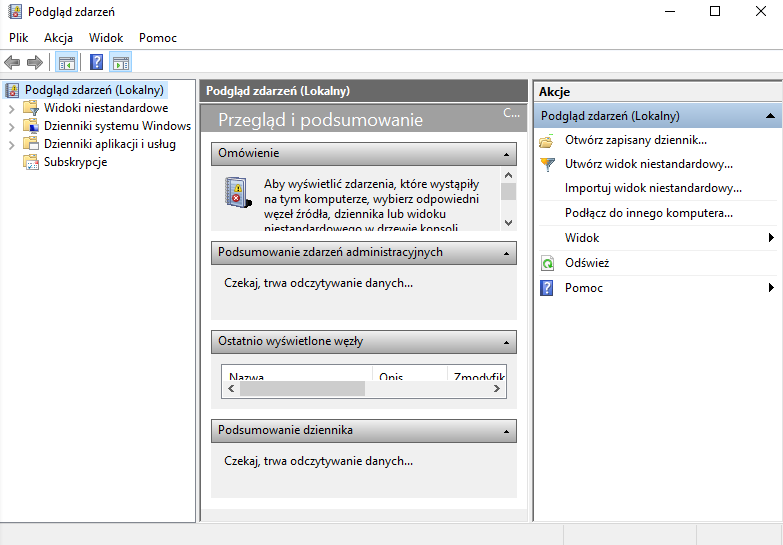 Podgląd zdarzeń
Plik Akcja Widok Pomoc
Podgląd zdarzeń (Lokalny)
Widoki niestandardowe
Dzienniki systemu Windows
Dzienniki aplikacji i usług
Subskrypcje
Podgląd zdarzeń (Lokalny)
Przegląd i podsumowanie
C...
Omówienie
Aby wyświetlić zdarzenia, które wystąpiły
na tym komputerze, wybierz odpowiedni
węzeł źródła, dziennika lub widoku
niestandardowego w drzewie konsoli
Podsumowanie zdarzeń administracyjnych
Czekaj, trwa odczytywanie danych...
Ostatnio wyświetlone węzły
Nazwa Opis Zmodyfik
Podsumowanie dziennika
Czekaj, trwa odczytywanie danych...
Akcje
Podgląd zdarzeń (Lokalny)
Otwórz zapisany dziennik...
Utwórz widok niestandardowy...
Importuj widok niestandardowy...
Podłącz do innego komputera...
Widok
Odśwież
Pomoc